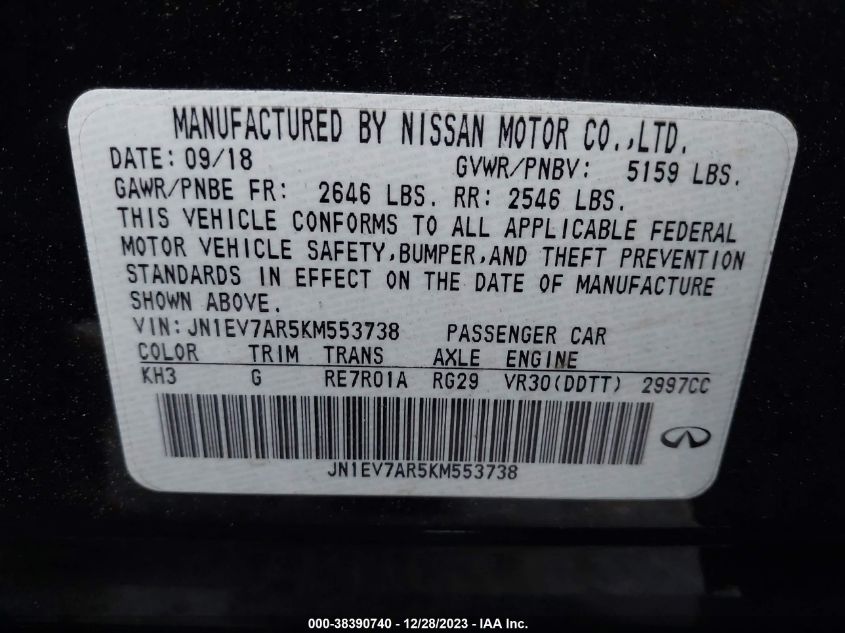 MANUFACTURED BY NISSAN MOTOR CO.,LTD.
DATE: 09/18 GVWR/PNBV: 5159 LBS.
GAWR/PNBE FR: 2646 LBS. RR: 2546 LBS.
THIS VEHICLE CONFORMS TO ALL APPLICABLE FEDERAL
MOTOR VEHICLE SAFETY,BUMPER,AND THEFT PREVENTION
STANDARDS IN EFFECT ON THE DATE OF MANUFACTURE
SHOWN ABOVE.
VIN:JN1EV7AR5KM553738 PASSENGER CAR
COLOR TRIM TRANS AXLE ENGINE
KH3 G RE7R01A RG29 VR30(DDTT) 2997CC
JN1EV7AR5KM553738
000-38390740 - 12/28/2023 - IAA Inc.